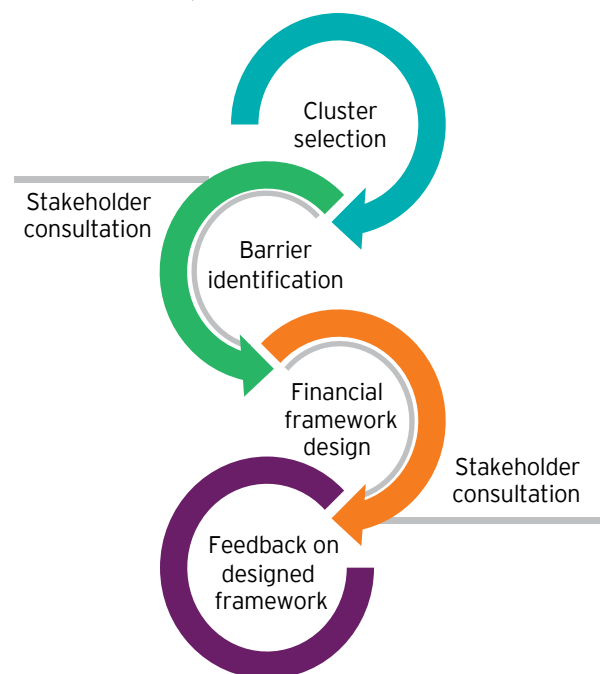 Cluster
selection
Stakeholder
consultation
Barrier
identification
Financial
framework
design
Stakeholder
consultation
Feedback on
designed
framework